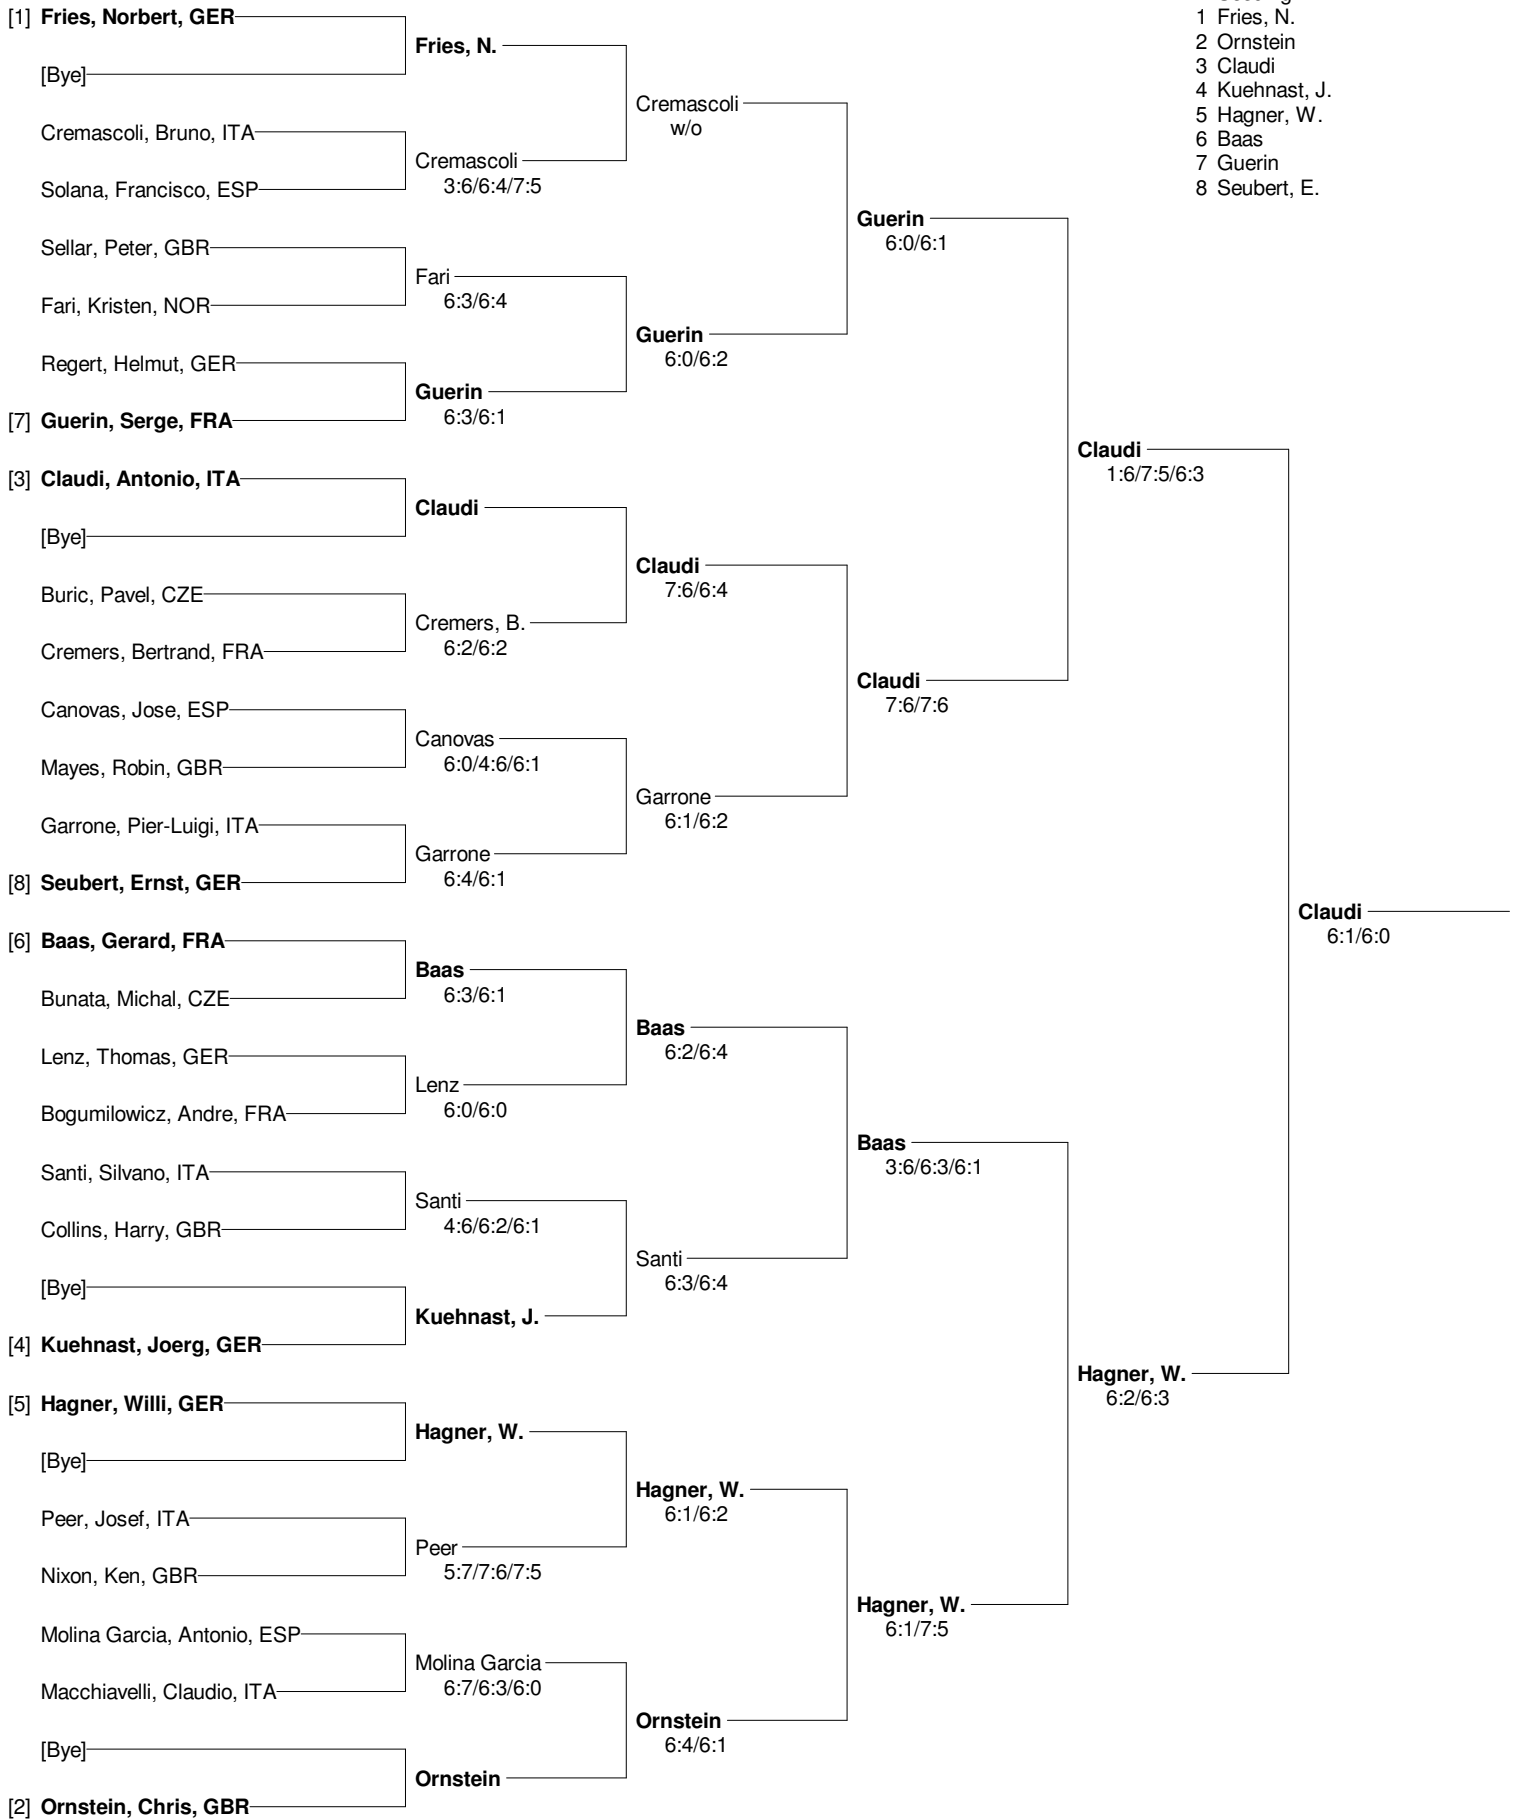 [1] Fries, Norbert, GER
[Bye]
Cremascoli, Bruno, ITA
Solana, Francisco, ESP
Sellar, Peter, GBR
Fari, Kristen, NOR
Regert, Helmut, GER
[7] Guerin, Serge, FRA
[3] Claudi, Antonio, ITA
[Bye]
Buric, Pavel, CZE
Cremers, Bertrand, FRA
Canovas, Jose, ESP
Mayes, Robin, GBR
Garrone, Pier-Luigi, ITA
[8] Seubert, Ernst, GER
[6] Baas, Gerard, FRA
Bunata, Michal, CZE
Lenz, Thomas, GER
Bogumilowicz, Andre, FRA
Santi, Silvano, ITA
Collins, Harry, GBR
[Bye]
[4] Kuehnast, Joerg, GER
[5] Hagner, Willi, GER
[Bye]
Peer, Josef, ITA
Nixon, Ken, GBR
Molina Garcia, Antonio, ESP
Macchiavelli, Claudio, ITA
[Bye]
[2] Ornstein, Chris, GBR
Fries, N.
Cremascoli
3:6/6:4/7:5
Fari
6:3/6:4
Guerin
6:3/6:1
Claudi
Cremers, B.
6:2/6:2
Canovas
6:0/4:6/6:1
Garrone
6:4/6:1
Baas
6:3/6:1
Lenz
6:0/6:0
Santi
4:6/6:2/6:1
Kuehnast, J.
Hagner, W.
Peer
5:7/7:6/7:5
Molina Garcia
6:7/6:3/6:0
Ornstein
Cremascoli
w/o
Guerin
6:0/6:2
Claudi
7:6/6:4
Garrone
6:1/6:2
Baas
6:2/6:4
Santi
6:3/6:4
Hagner, W.
6:1/6:2
Ornstein
6:4/6:1
Guerin
6:0/6:1
Claudi
7:6/7:6
Baas
3:6/6:3/6:1
Hagner, W.
6:1/7:5
Claudi
1:6/7:5/6:3
Hagner, W.
6:2/6:3
Claudi
6:1/6:0
1 Fries, N.
2 Ornstein
3 Claudi
4 Kuehnast, J.
5 Hagner, W.
6 Baas
7 Guerin
8 Seubert, E.